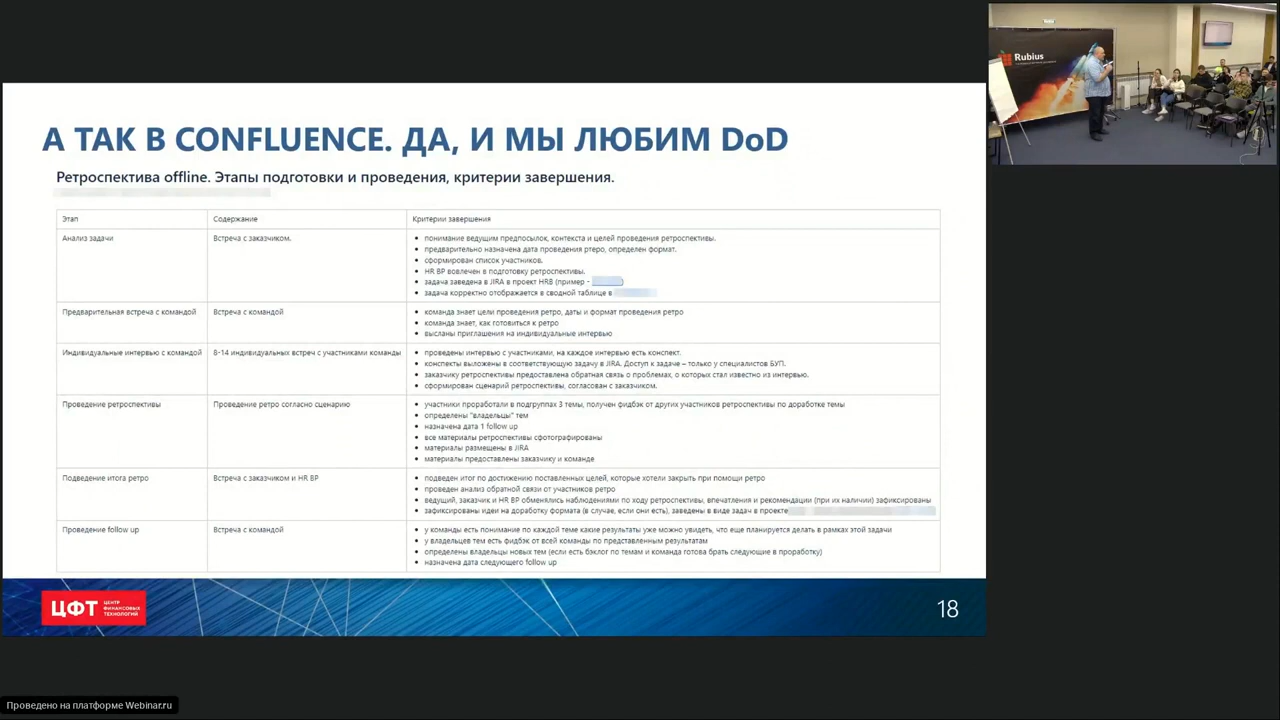 А ТАК В CONFLUENCE. ДА, И МЫ ЛЮБИМ DoD
Ретроспектива offline. Этапы подготовки и проведения, критерии завершения.
Этап
Содержание
Критерии завершения
Анализ задачи
Встреча с заказчиком.
понимание ведущим предпосылок, контекста и целей проведения ретроспективы.
предварительно назначена дата проведения ртеро, определен формат.
сформирован список участников.
HR BP вовлечен в подготовку ретроспективы.
задача заведена в JIRA в проект HRB (пример -
задача корректно отображается в сводной таблице в
Предварительная встреча с командой
Встреча с командой
команда знает цели проведения ретро, даты и формат проведения ретро
команда знает, как готовиться к ретро
высланы приглашения на индивидуальные интервью
Индивидуальные интервью с командой
8-14 индивидуальных встреч с участниками команды
проведены интервью с участниками, на каждое интервью есть конспект.
конспекты выложены в соответствующую задачу в JIRA. Доступ к задаче – только у специалистов БУП.
заказчику ретроспективы предоставлена обратная связь о проблемах, о которых стал известно из интервью.
сформирован сценарий ретроспективы, согласован с заказчиком.
Проведение ретроспективы
Проведение ретро согласно сценарию
участники проработали в подгруппах 3 темы, получен фидбэк от других участников ретроспективы по доработке темы
определены "владельцы" тем
назначена дата 1 follow up
все материалы ретроспективы сфотографированы
материалы размещены в JIRA
материалы предоставлены заказчику и команде
Подведение итога ретро
Встреча с заказчиком и HR BP
подведен итог по достижению поставленных целей, которые хотели закрыть при помощи ретро
проведен анализ обратной связи от участников ретро
ведущий, заказчик и HR BP обменялись наблюдениями по ходу ретроспективы, впечатления и рекомендации (при их наличии) зафиксированы
зафиксированы идеи на доработку формата (в случае, если они есть), заведены в виде задач в проекте
Проведение follow up
Встреча с командой
у команды есть понимание по каждой теме какие результаты уже можно увидеть, что еще планируется делать в рамках этой задачи
у владельцев тем есть фидбэк от всей команды по представленным результатам
определены владельцы новых тем (если есть бэклог по темам и команда готова брать следующие в проработку)
назначена дата следующего follow up
ЦФТ
ЦЕНТР
ФИНАНСОВЫХ
ТЕХНОЛОГИЙ
18
Rubius
Проведено на платформе Webinar.ru